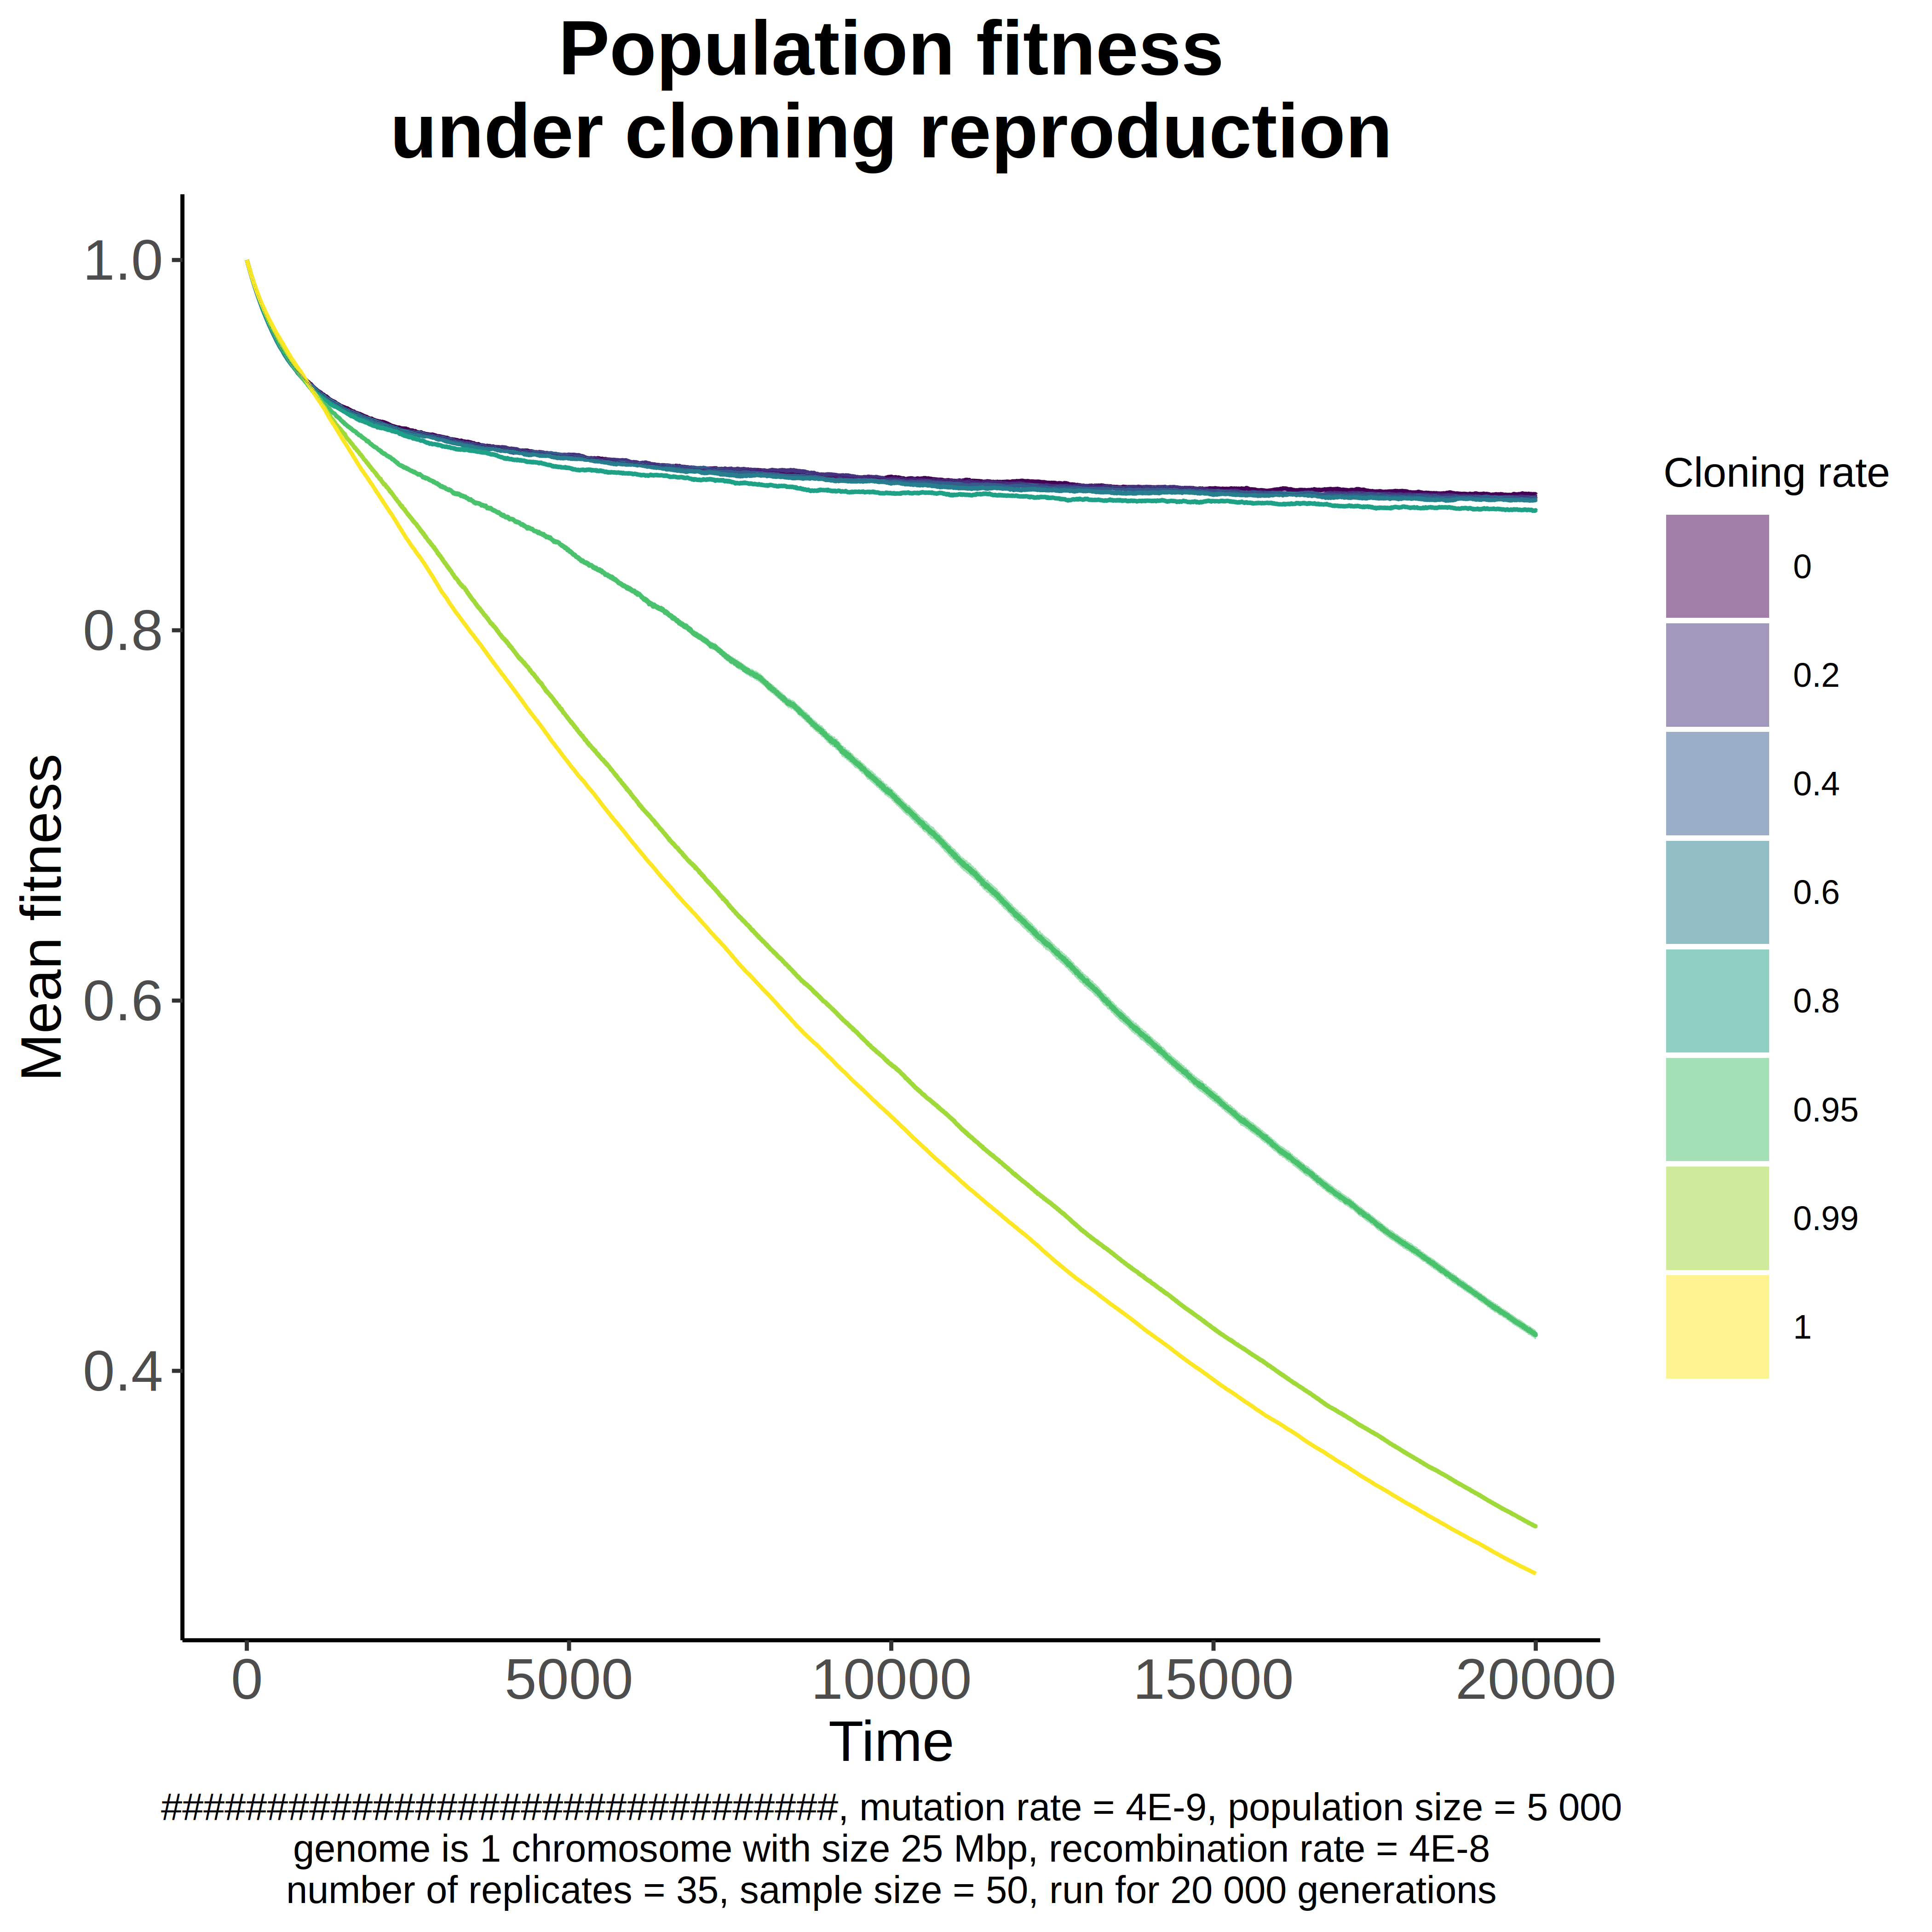 Population fitness
under cloning reproduction
1.0
0.8
0.6
0.4
Mean fitness
0
5000
10000
15000
20000
Time
Cloning rate
0
0.2
0.4
0.6
0.8
0.95
0.99
1
################################, mutation rate = 4E-9, population size = 5 000
genome is 1 chromosome with size 25 Mbp, recombination rate = 4E-8
number of replicates = 35, sample size = 50, run for 20 000 generations